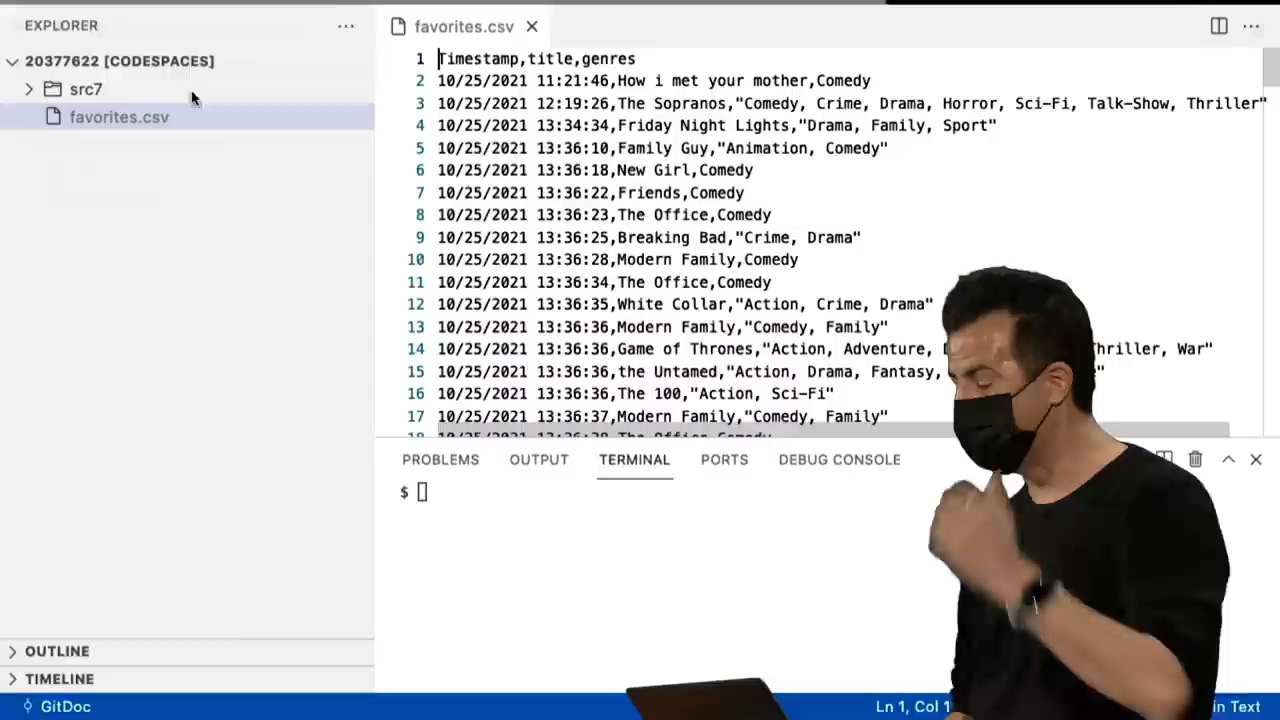 EXPLORER
favorites.csv
20377622 [CODESPACES]
src7
favorites.csv
1 Timestamp,title,genres
2 10/25/2021 11:21:46,How i met your mother,Comedy
3 10/25/2021 12:19:26,The Sopranos,"Comedy, Crime, Drama, Horror, Sci-Fi, Talk-Show, Thriller"
4 10/25/2021 13:34:34,Friday Night Lights,"Drama, Family, Sport"
5 10/25/2021 13:36:10,Family Guy,"Animation, Comedy"
6 10/25/2021 13:36:18,New Girl,Comedy
7 10/25/2021 13:36:22,Friends,Comedy
8 10/25/2021 13:36:23,The Office,Comedy
9 10/25/2021 13:36:25,Breaking Bad,"Crime, Drama"
10 10/25/2021 13:36:28,Modern Family,Comedy
11 10/25/2021 13:36:34,The Office,Comedy
12 10/25/2021 13:36:35,White Collar,"Action, Crime, Drama"
13 10/25/2021 13:36:36,Modern Family,"Comedy, Family"
14 10/25/2021 13:36:36,Game of Thrones,"Action, Adventure, Thriller, War"
15 10/25/2021 13:36:36,the Untamed,"Action, Drama, Fantasy,
16 10/25/2021 13:36:36,The 100,"Action, Sci-Fi"
17 10/25/2021 13:36:37,Modern Family,"Comedy, Family"
PROBLEMS OUTPUT TERMINAL PORTS DEBUG CONSOLE
$
OUTLINE
TIMELINE
GitDoc
Ln 1, Col 1
in Text